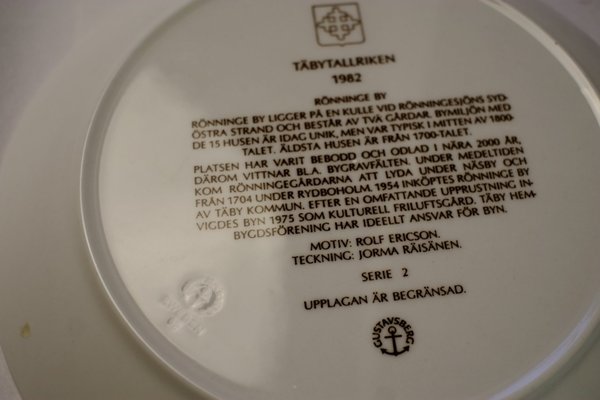 TÄBYTALLRIKEN
1982
RÖNNINGE BY
RÖNNINGE BY LIGGER PÅ EN KULLE VID RÖNNINGESJÖNS SYD-
ÖSTRA STRAND OCH BESTÅR AV TVÅ GÅRDAR. BYMILJÖN MED
DE 15 HUSEN ÄR IDAG UNIK, MEN VAR TYPISK I MITTEN AV 1800-
TALET. ÄLDSTA HUSEN ÄR FRÅN 1700-TALET.
PLATSEN HAR VARIT BEBODD OCH ODLAD I NÄRA 2000 ÅR,
DÄROM VITTNAR BL.A. BYGRAVFÄLTEN. UNDER MEDELTIDEN
KOM RÖNNINGEGÅRDARNA ATT LYDA UNDER NÄSBY OCH
FRÅN 1704 UNDER RYDBOHOLM. 1954 INKÖPTES RÖNNINGE BY
AV TÄBY KOMMUN. EFTER EN OMFATTANDE UPPRUSTNING IN-
VIGDES BYN 1975 SOM KULTURELL FRILUFTSGÅRD. TÄBY HEM-
BYGDSFÖRENING HAR IDEELLT ANSVAR FÖR BYN.
MOTIV: ROLF ERICSON.
TECKNING: JORMA RÄISÄNEN.
SERIE 2
UPPLAGAN ÄR BEGRÄNSAD.
GUSTAVSBERG